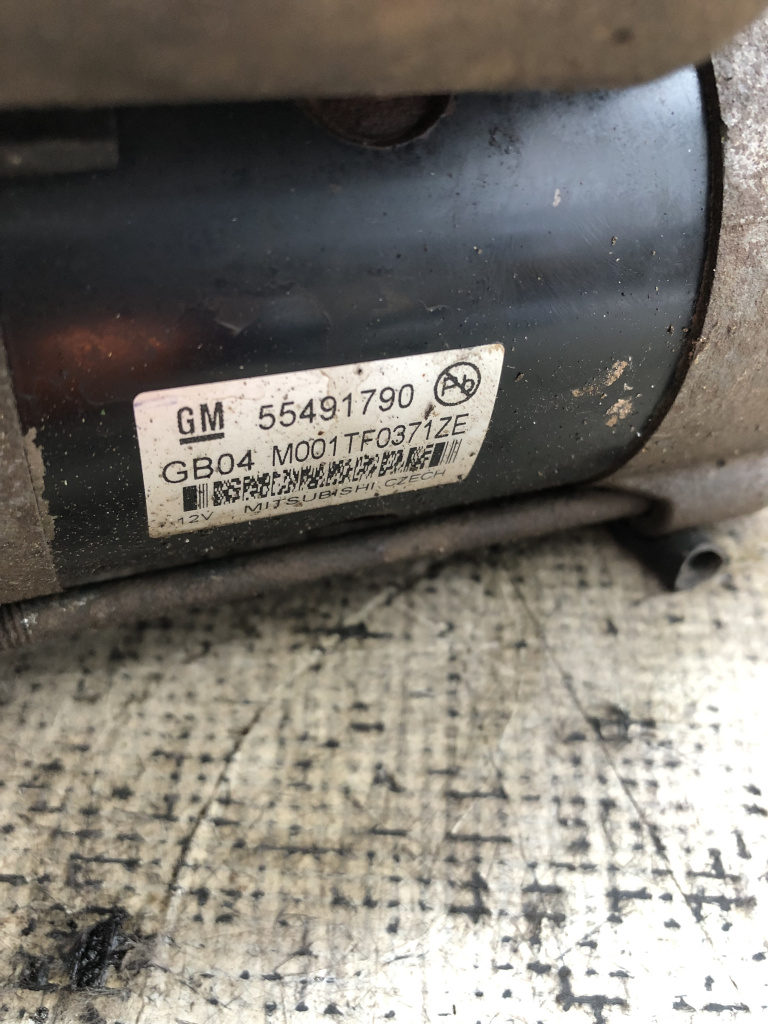 GM 55491790 Pb
GB04 M001TF0371ZE
12V MITSUBISHI CZECH